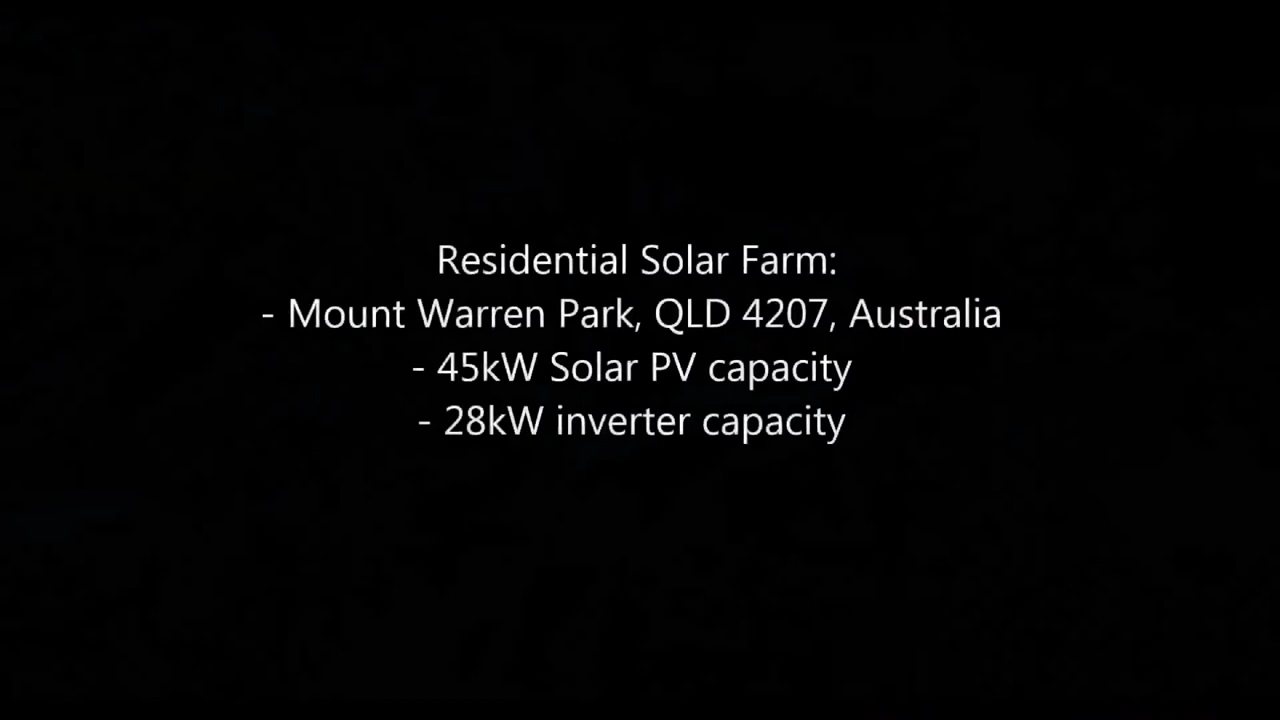 Residential Solar Farm:
- Mount Warren Park, QLD 4207, Australia
- 45kW Solar PV capacity
- 28kW inverter capacity